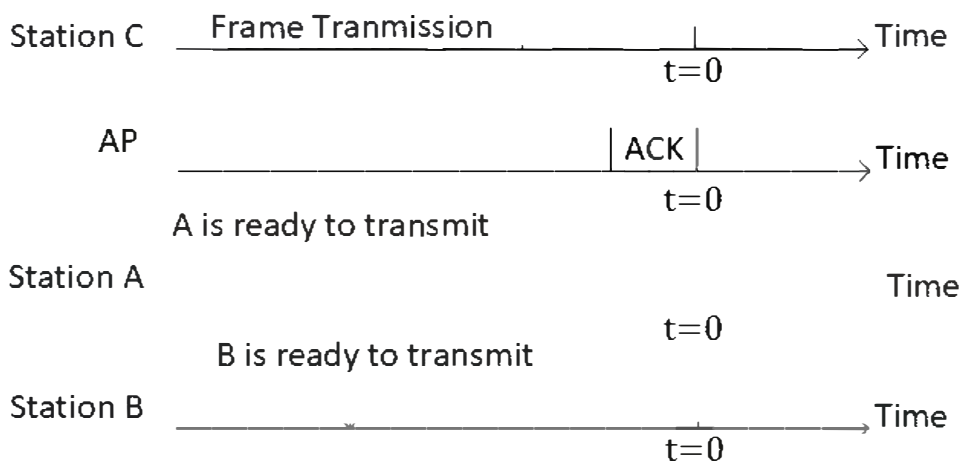 Station C Frame Tranmission Time
t=0
AP ACK Time
t=0
A is ready to transmit
Station A Time
t=0
B is ready to transmit
Station B Time
t=0